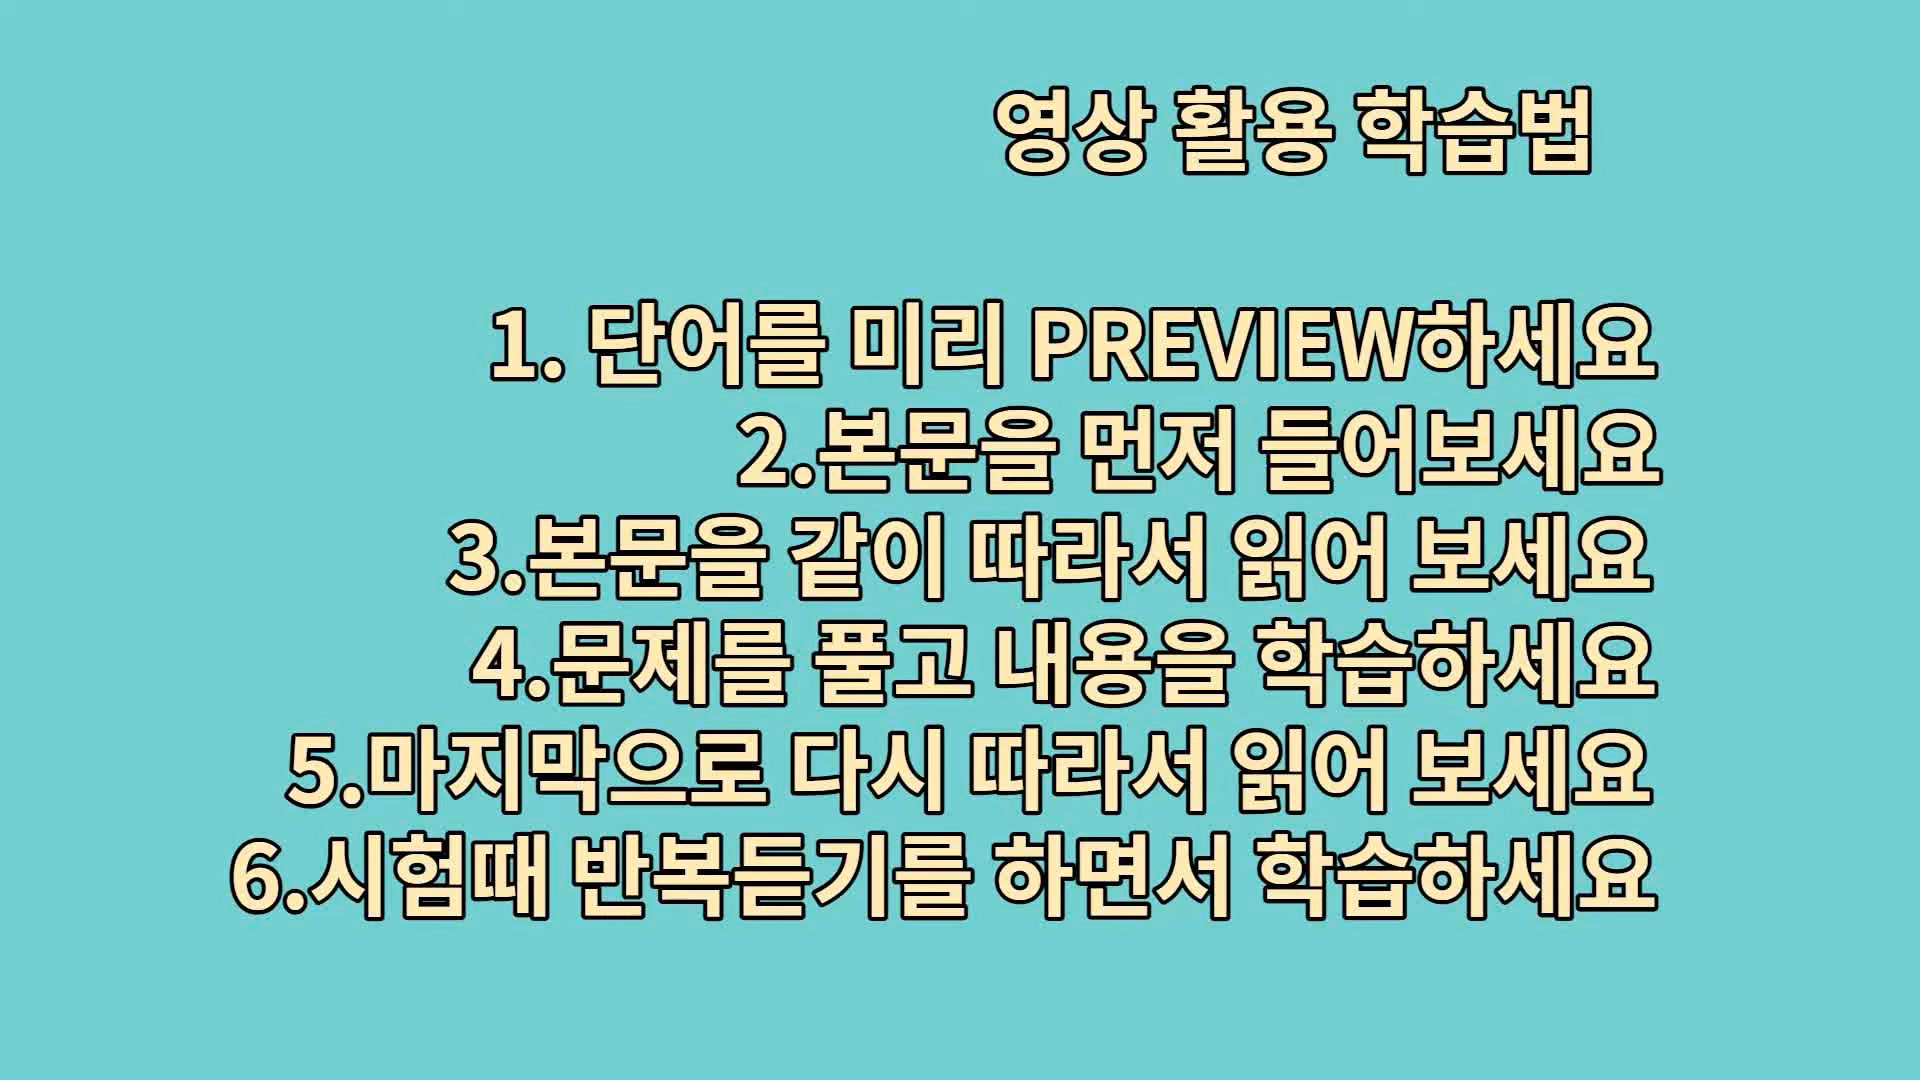 영상 활용 학습법
1. 단어를 미리 PREVIEW하세요
2.본문을 먼저 들어보세요
3.본문을 같이 따라서 읽어 보세요
4.문제를 풀고 내용을 학습하세요
5.마지막으로 다시 따라서 읽어 보세요
6.시험때 반복듣기를 하면서 학습하세요